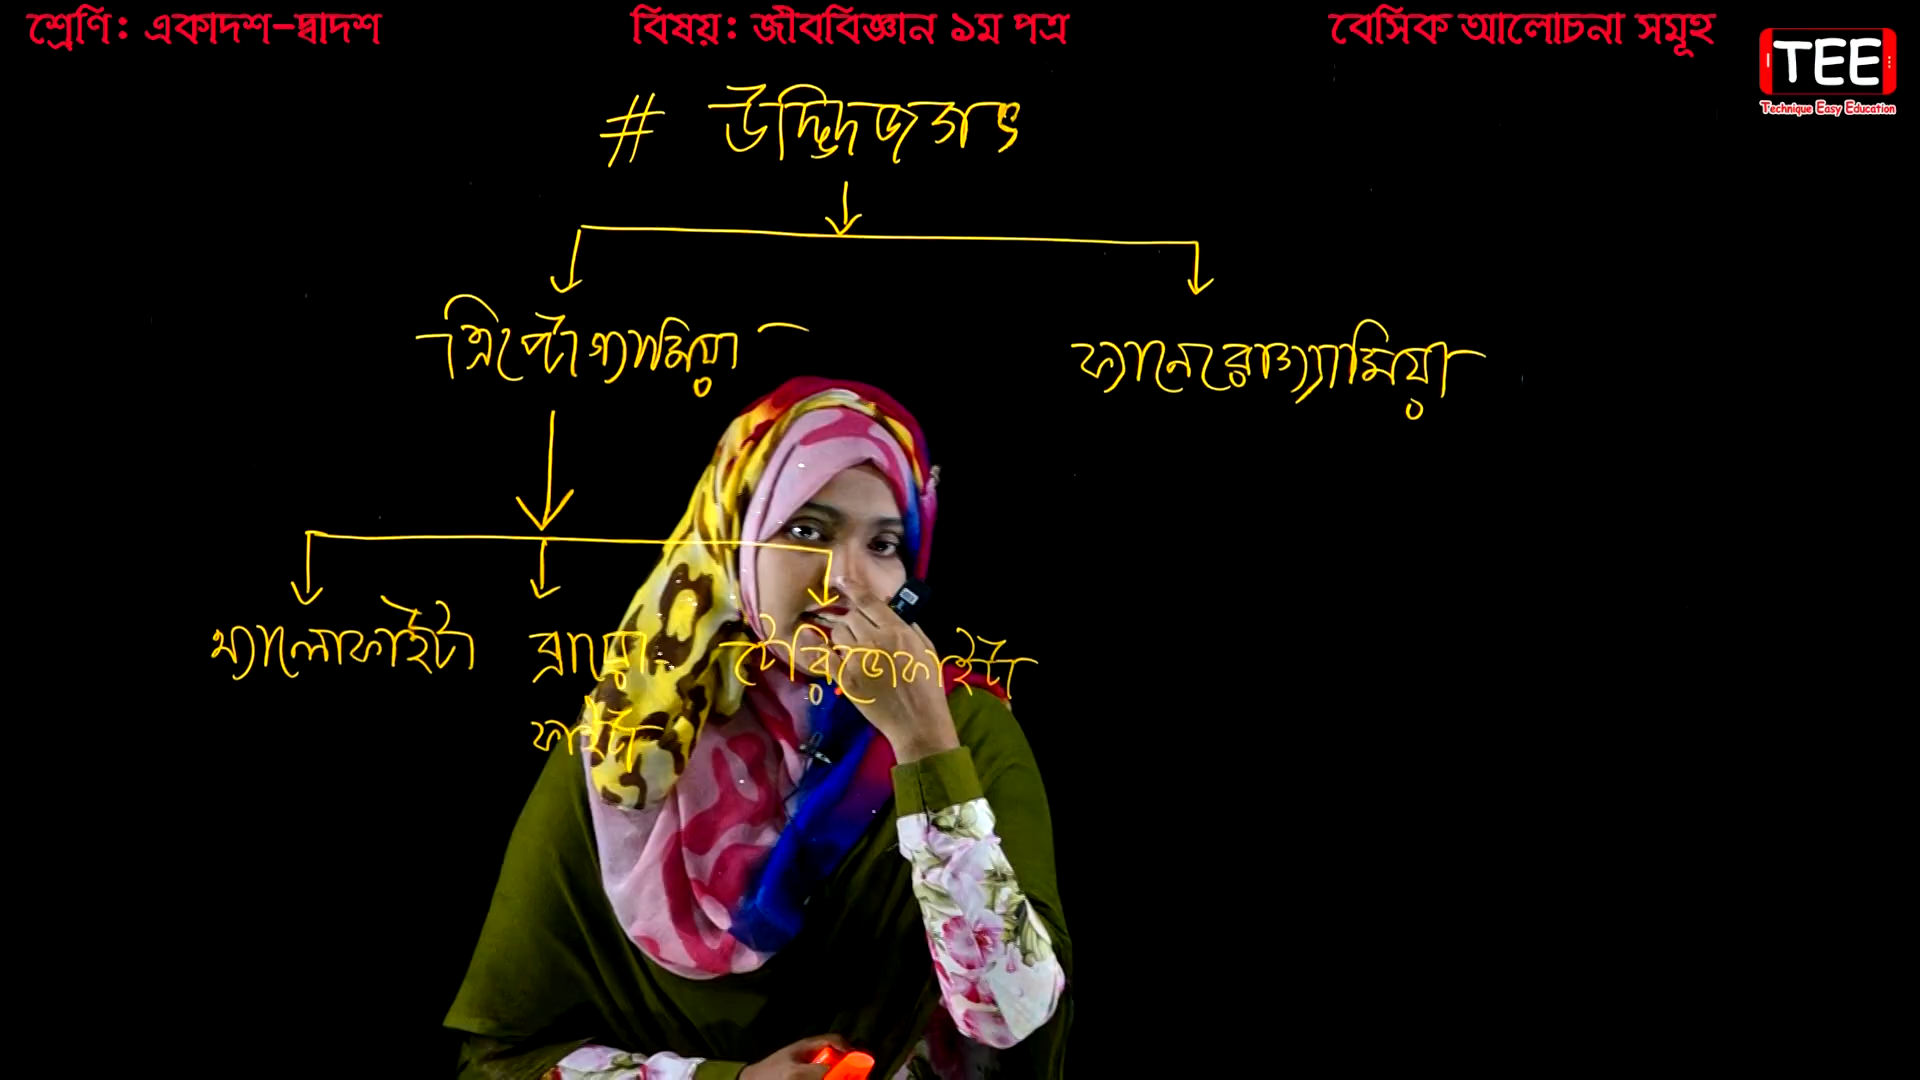 শ্রেণি: একাদশ-দ্বাদশ
বিষয়: জীববিজ্ঞান ১ম পত্র
বেসিক আলোচনা সমূহ
TEE
Technique Easy Education
# উদ্ভিদজগৎ
ক্রিপ্টোগ্যামিয়া
ফ্যানেরোগ্যামিয়া
থ্যালোফাইটা
ব্রায়ো
ফাইটা
টেরিডোফাইটা